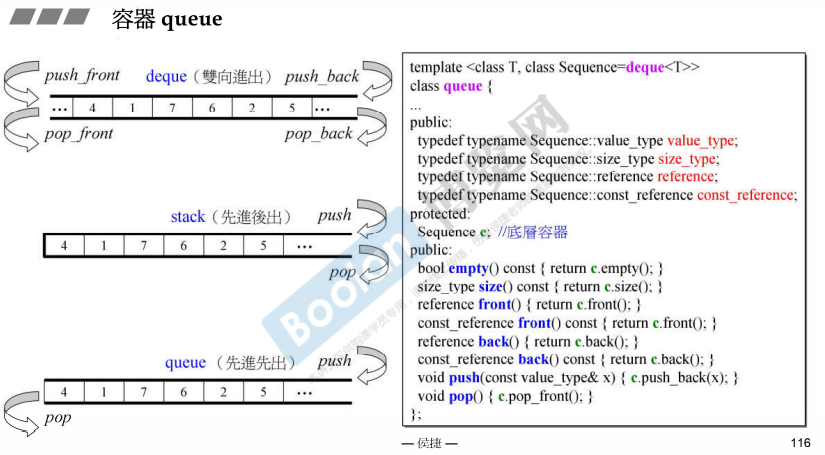 容器 queue
push_front deque（雙向進出） push_back
... 4 1 7 6 2 5 ...
pop_front pop_back
stack（先進後出） push
4 1 7 6 2 5 ...
pop
queue （先進先出） push
4 1 7 6 2 5 ...
pop
template <class T, class Sequence=deque<T>>
class queue {
...
public:
typedef typename Sequence::value_type value_type;
typedef typename Sequence::size_type size_type;
typedef typename Sequence::reference reference;
typedef typename Sequence::const_reference const_reference;
protected:
Sequence c; //底層容器
public:
bool empty() const { return c.empty(); }
size_type size() const { return c.size(); }
reference front() { return c.front(); }
const_reference front() const { return c.front(); }
reference back() { return c.back(); }
const_reference back() const { return c.back(); }
void push(const value_type& x) { c.push_back(x); }
void pop() { c.pop_front(); }
};
Boolan
博览网
— 侯捷 —
116